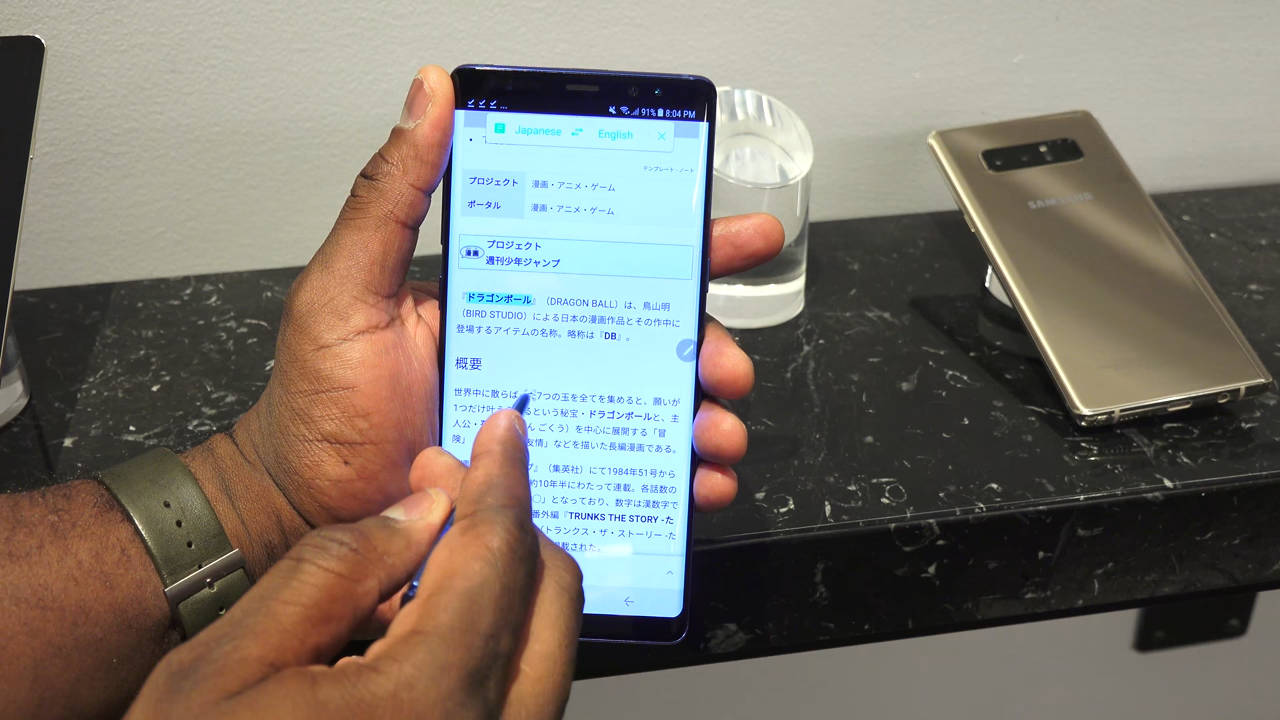 91% 8:04 PM
Japanese English
テンプレート - ノート
プロジェクト 漫画・アニメ・ゲーム
ポータル 漫画・アニメ・ゲーム
漫画 プロジェクト
週刊少年ジャンプ
『ドラゴンボール』(DRAGON BALL)は、鳥山明
(BIRD STUDIO)による日本の漫画作品とその作中に
登場するアイテムの名称。略称は『DB』。
概要
世界中に散らば 7つの玉を全てを集めると、願いが
1つだけ叶 るという秘宝・ドラゴンボールと、主
人公・ ん ごくう)を中心に展開する「冒
険」 友情」などを描いた長編漫画である。
プ』(集英社)にて1984年51号から
約10年半にわたって連載。各話数の
〇」となっており、数字は漢数字で
番外編『TRUNKS THE STORY -た
(トランクス・ザ・ストーリー -た
掲載された。
SAMSUNG